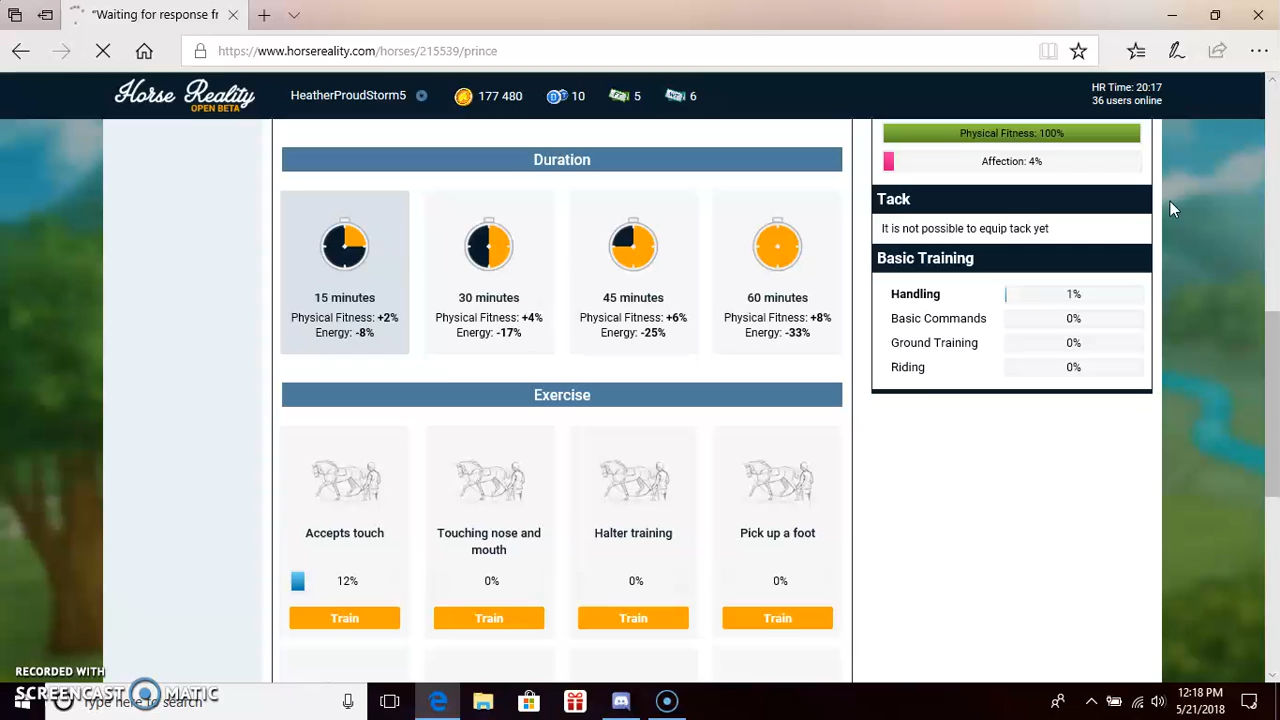 "Waiting for response fr
https://www.horsereality.com/horses/215539/prince
Horse Reality
OPEN BETA
HeatherProudStorm5
177 480
10
5
6
HR Time: 20:17
36 users online
Duration
15 minutes
Physical Fitness: +2%
Energy: -8%
30 minutes
Physical Fitness: +4%
Energy: -17%
45 minutes
Physical Fitness: +6%
Energy: -25%
60 minutes
Physical Fitness: +8%
Energy: -33%
Exercise
Accepts touch
12%
Train
Touching nose and
mouth
0%
Train
Halter training
0%
Train
Pick up a foot
0%
Train
Physical Fitness: 100%
Affection: 4%
Tack
It is not possible to equip tack yet
Basic Training
Handling 1%
Basic Commands 0%
Ground Training 0%
Riding 0%
RECORDED WITH
SCREENCAST MATIC
Type here to search
12:18 PM
5/21/2018